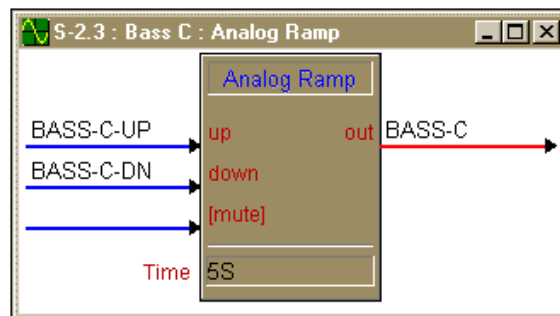 S-2.3 : Bass C : Analog Ramp
Analog Ramp
BASS-C-UP up out BASS-C
BASS-C-DN down
[mute]
Time 5S